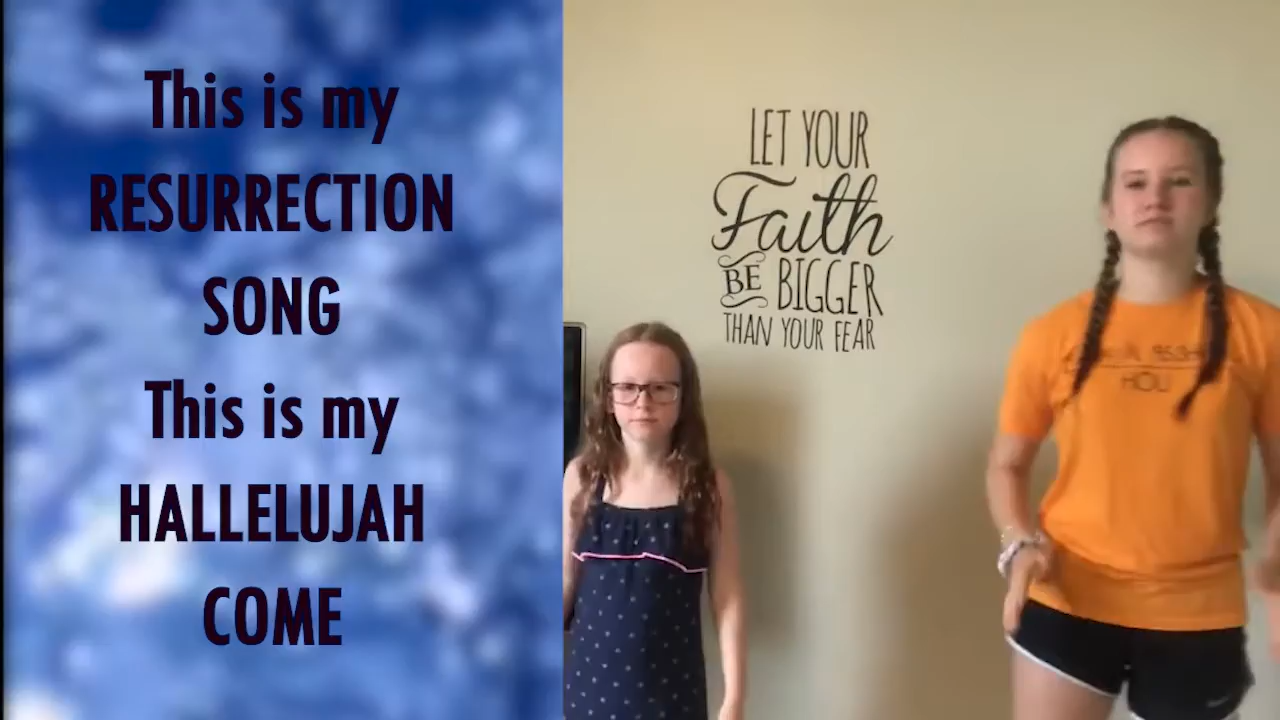 This is my
RESURRECTION
SONG
This is my
HALLELUJAH
COME
LET YOUR
Faith
BE BIGGER
THAN YOUR FEAR